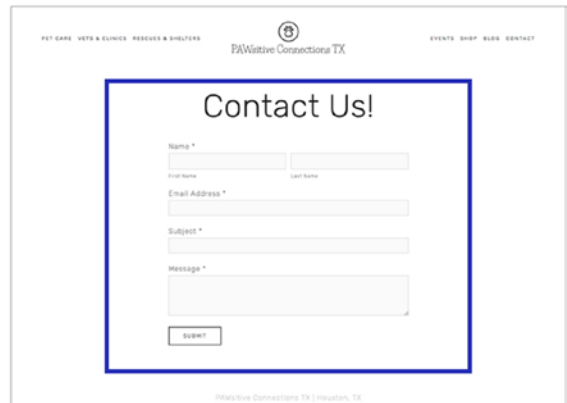 PET CARE VETS & CLINICS RESCUES & SHELTERS
PAWsitive Connections TX
EVENTS SHOP BLOG CONTACT
Contact Us!
Name *
First Name Last Name
Email Address *
Subject *
Message *
SUBMIT
PAWsitive Connections TX | Houston, TX